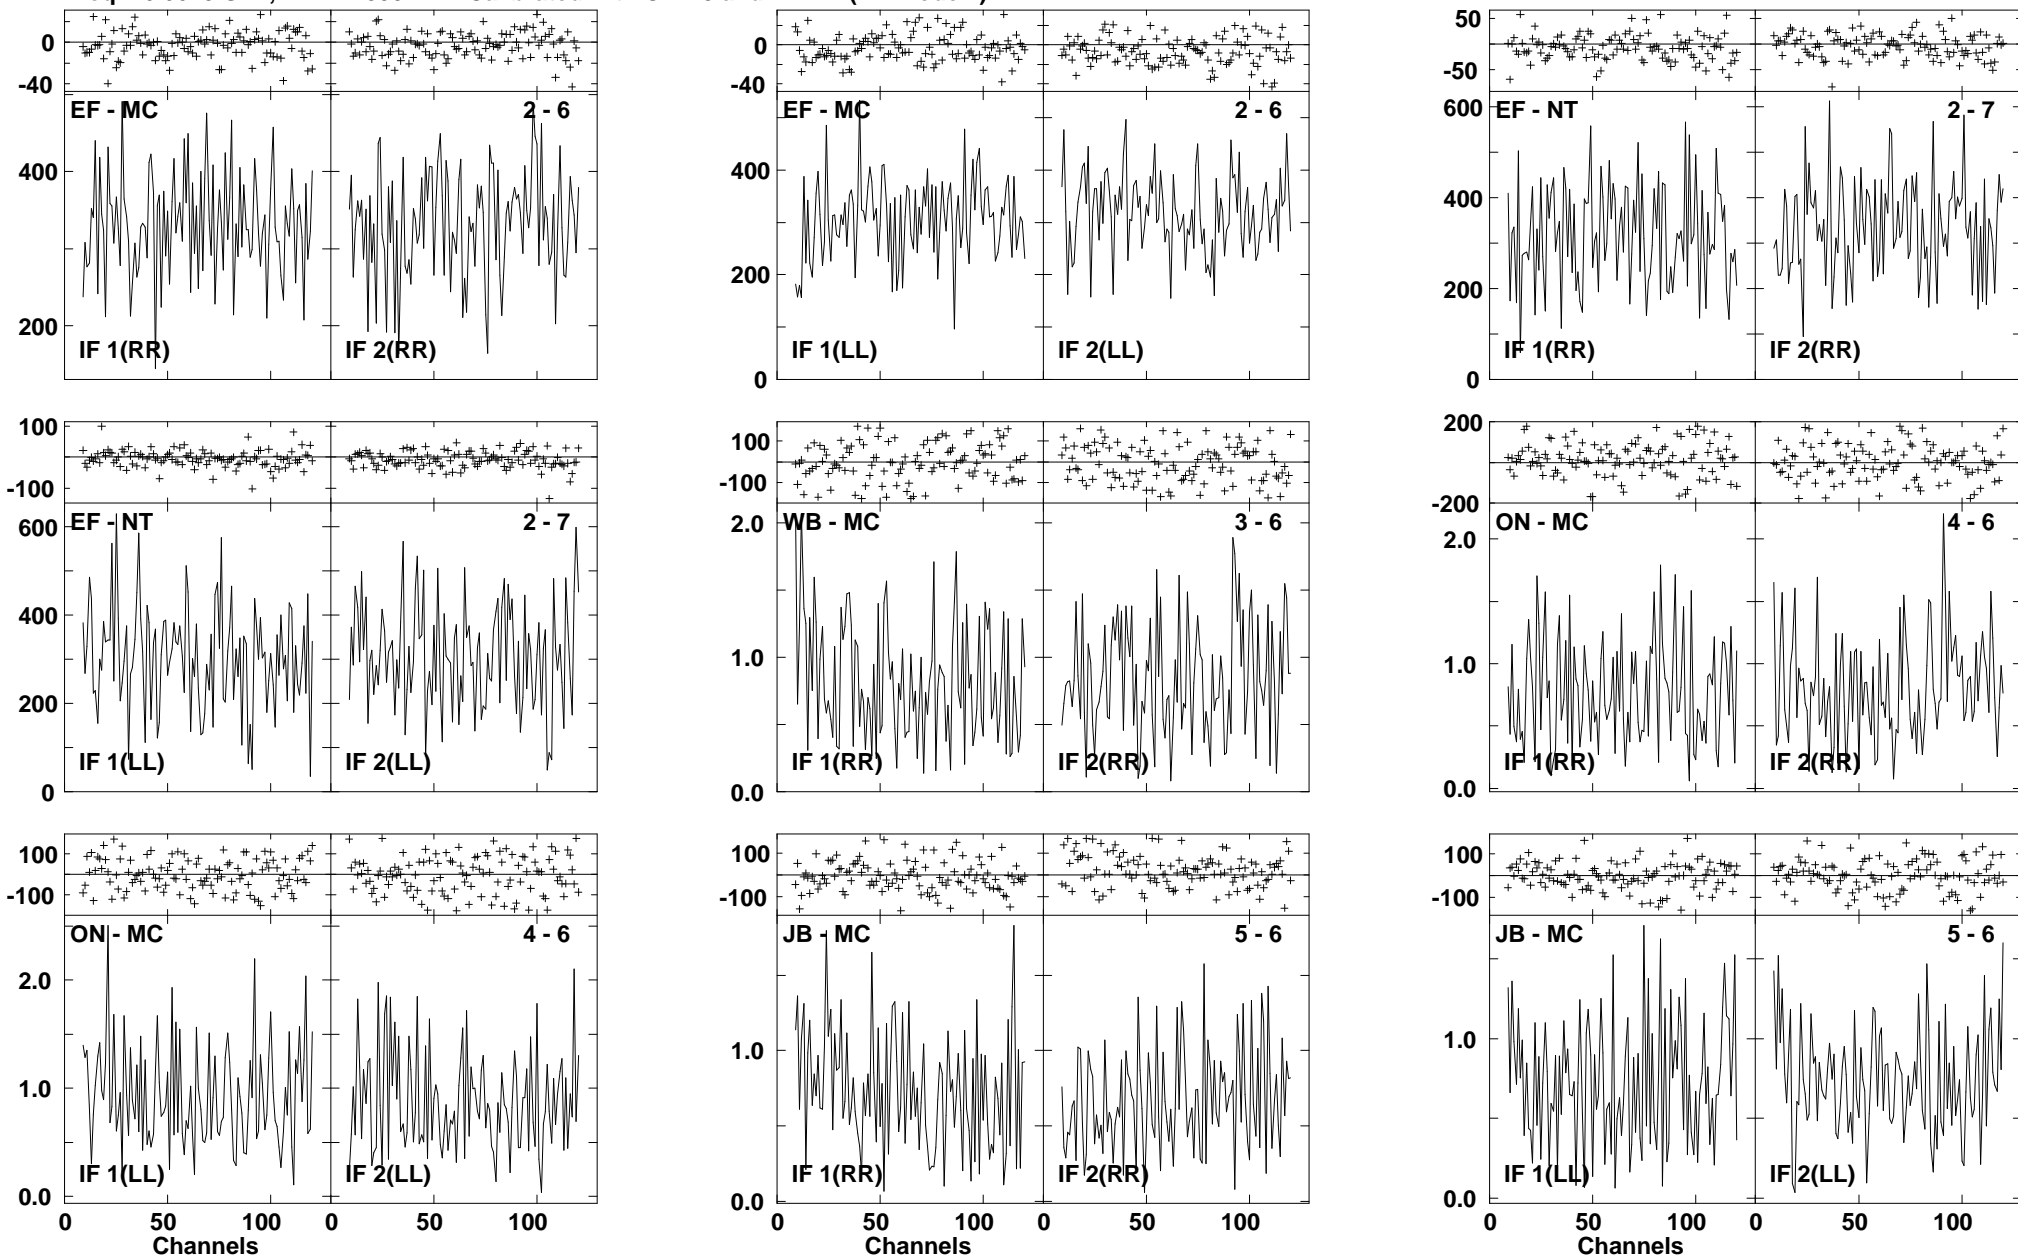 0
-40
EF - MC
2 - 6
400
200
IF 1(RR)
IF 2(RR)
0
-40
EF - MC
2 - 6
400
200
0
IF 1(LL)
IF 2(LL)
50
-50
EF - NT
2 - 7
600
400
200
0
IF 1(RR)
IF 2(RR)
100
-100
EF - NT
2 - 7
600
400
200
0
IF 1(LL)
IF 2(LL)
100
-100
WB - MC
3 - 6
2.0
1.0
0.0
IF 1(RR)
IF 2(RR)
200
-200
ON - MC
4 - 6
2.0
1.0
0.0
IF 1(RR)
IF 2(RR)
100
-100
ON - MC
4 - 6
2.0
1.0
0.0
IF 1(LL)
IF 2(LL)
0 50 100 0 50 100
Channels
100
-100
JB - MC
5 - 6
1.0
0.0
IF 1(RR)
IF 2(RR)
0 50 100 0 50 100
Channels
100
-100
JB - MC
5 - 6
1.0
0.0
IF 1(LL)
IF 2(LL)
0 50 100 0 50 100
Channels